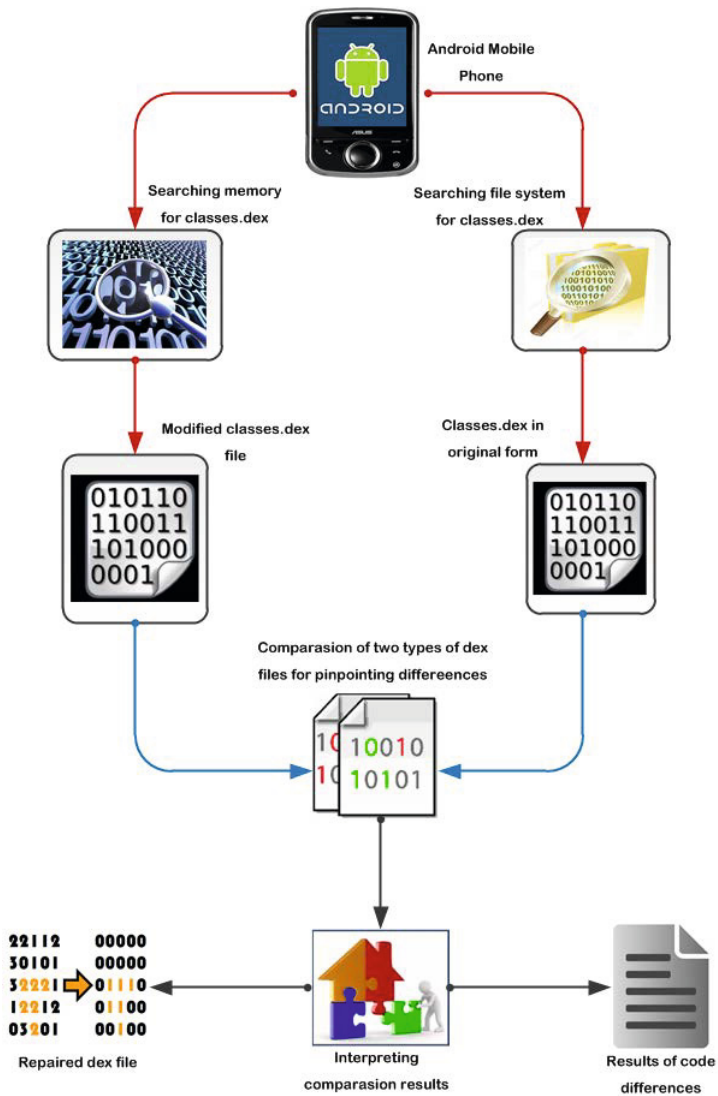 Android Mobile
Phone
ANDROID
ASUS
Searching memory
for classes.dex
Searching file system
for classes.dex
Modified classes.dex
file
Classes.dex in
original form
010110
110011
101000
0001
010110
110011
101000
0001
Comparasion of two types of dex
files for pinpointing differeences
10010
10101
22112
30101
32221
12212
03201
00000
00000
01110
01100
00100
Repaired dex file
Interpreting
comparasion results
Results of code
differences